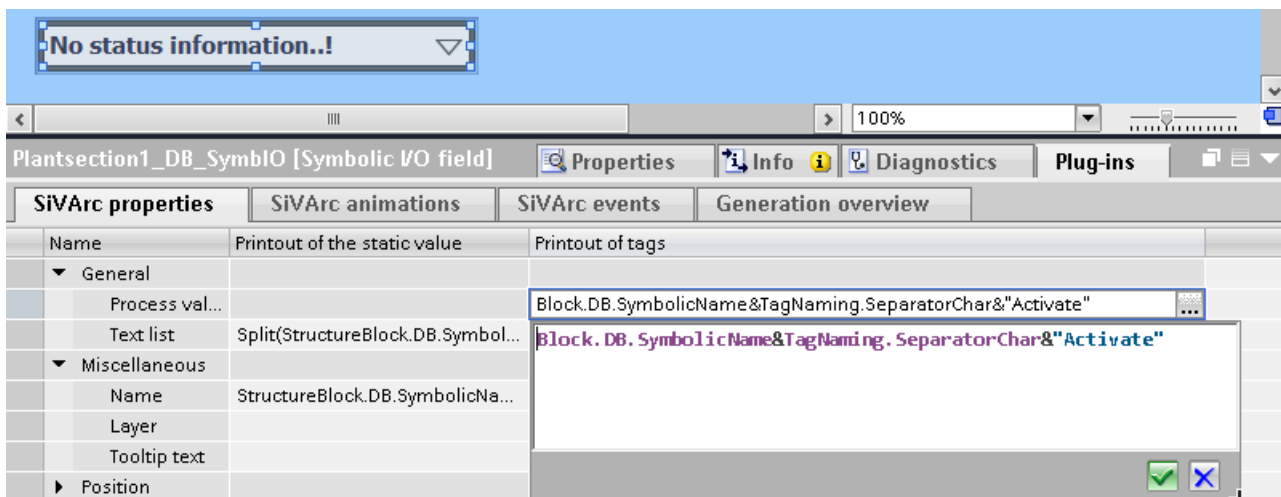 No status information..!
100%
Plantsection1_DB_SymbIO [Symbolic I/O field] Properties Info Diagnostics Plug-ins
SiVArc properties SiVArc animations SiVArc events Generation overview
Name Printout of the static value Printout of tags
General
Process val... Block.DB.SymbolicName&TagNaming.SeparatorChar&"Activate"
Text list Split(StructureBlock.DB.Symbol... Block.DB.SymbolicName&TagNaming.SeparatorChar&"Activate"
Miscellaneous
Name StructureBlock.DB.SymbolicNa...
Layer
Tooltip text
Position